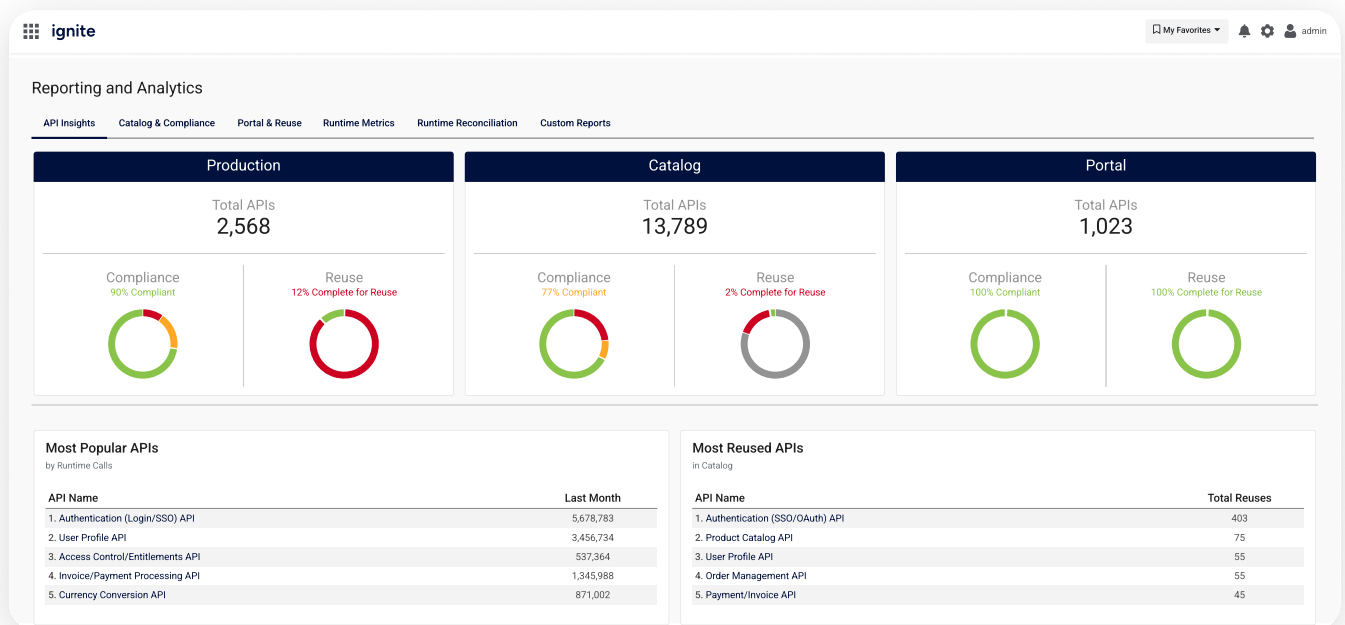 ignite
My Favorites
admin
Reporting and Analytics
API Insights
Catalog & Compliance
Portal & Reuse
Runtime Metrics
Runtime Reconciliation
Custom Reports
Production
Total APIs
2,568
Compliance
90% Compliant
Reuse
12% Complete for Reuse
Catalog
Total APIs
13,789
Compliance
77% Compliant
Reuse
2% Complete for Reuse
Portal
Total APIs
1,023
Compliance
100% Compliant
Reuse
100% Complete for Reuse
Most Popular APIs
by Runtime Calls
API Name Last Month
1. Authentication (Login/SSO) API 5,678,783
2. User Profile API 3,456,734
3. Access Control/Entitlements API 537,364
4. Invoice/Payment Processing API 1,345,988
5. Currency Conversion API 871,002
Most Reused APIs
in Catalog
API Name Total Reuses
1. Authentication (SSO/OAuth) API 403
2. Product Catalog API 75
3. User Profile API 55
4. Order Management API 55
5. Payment/Invoice API 45